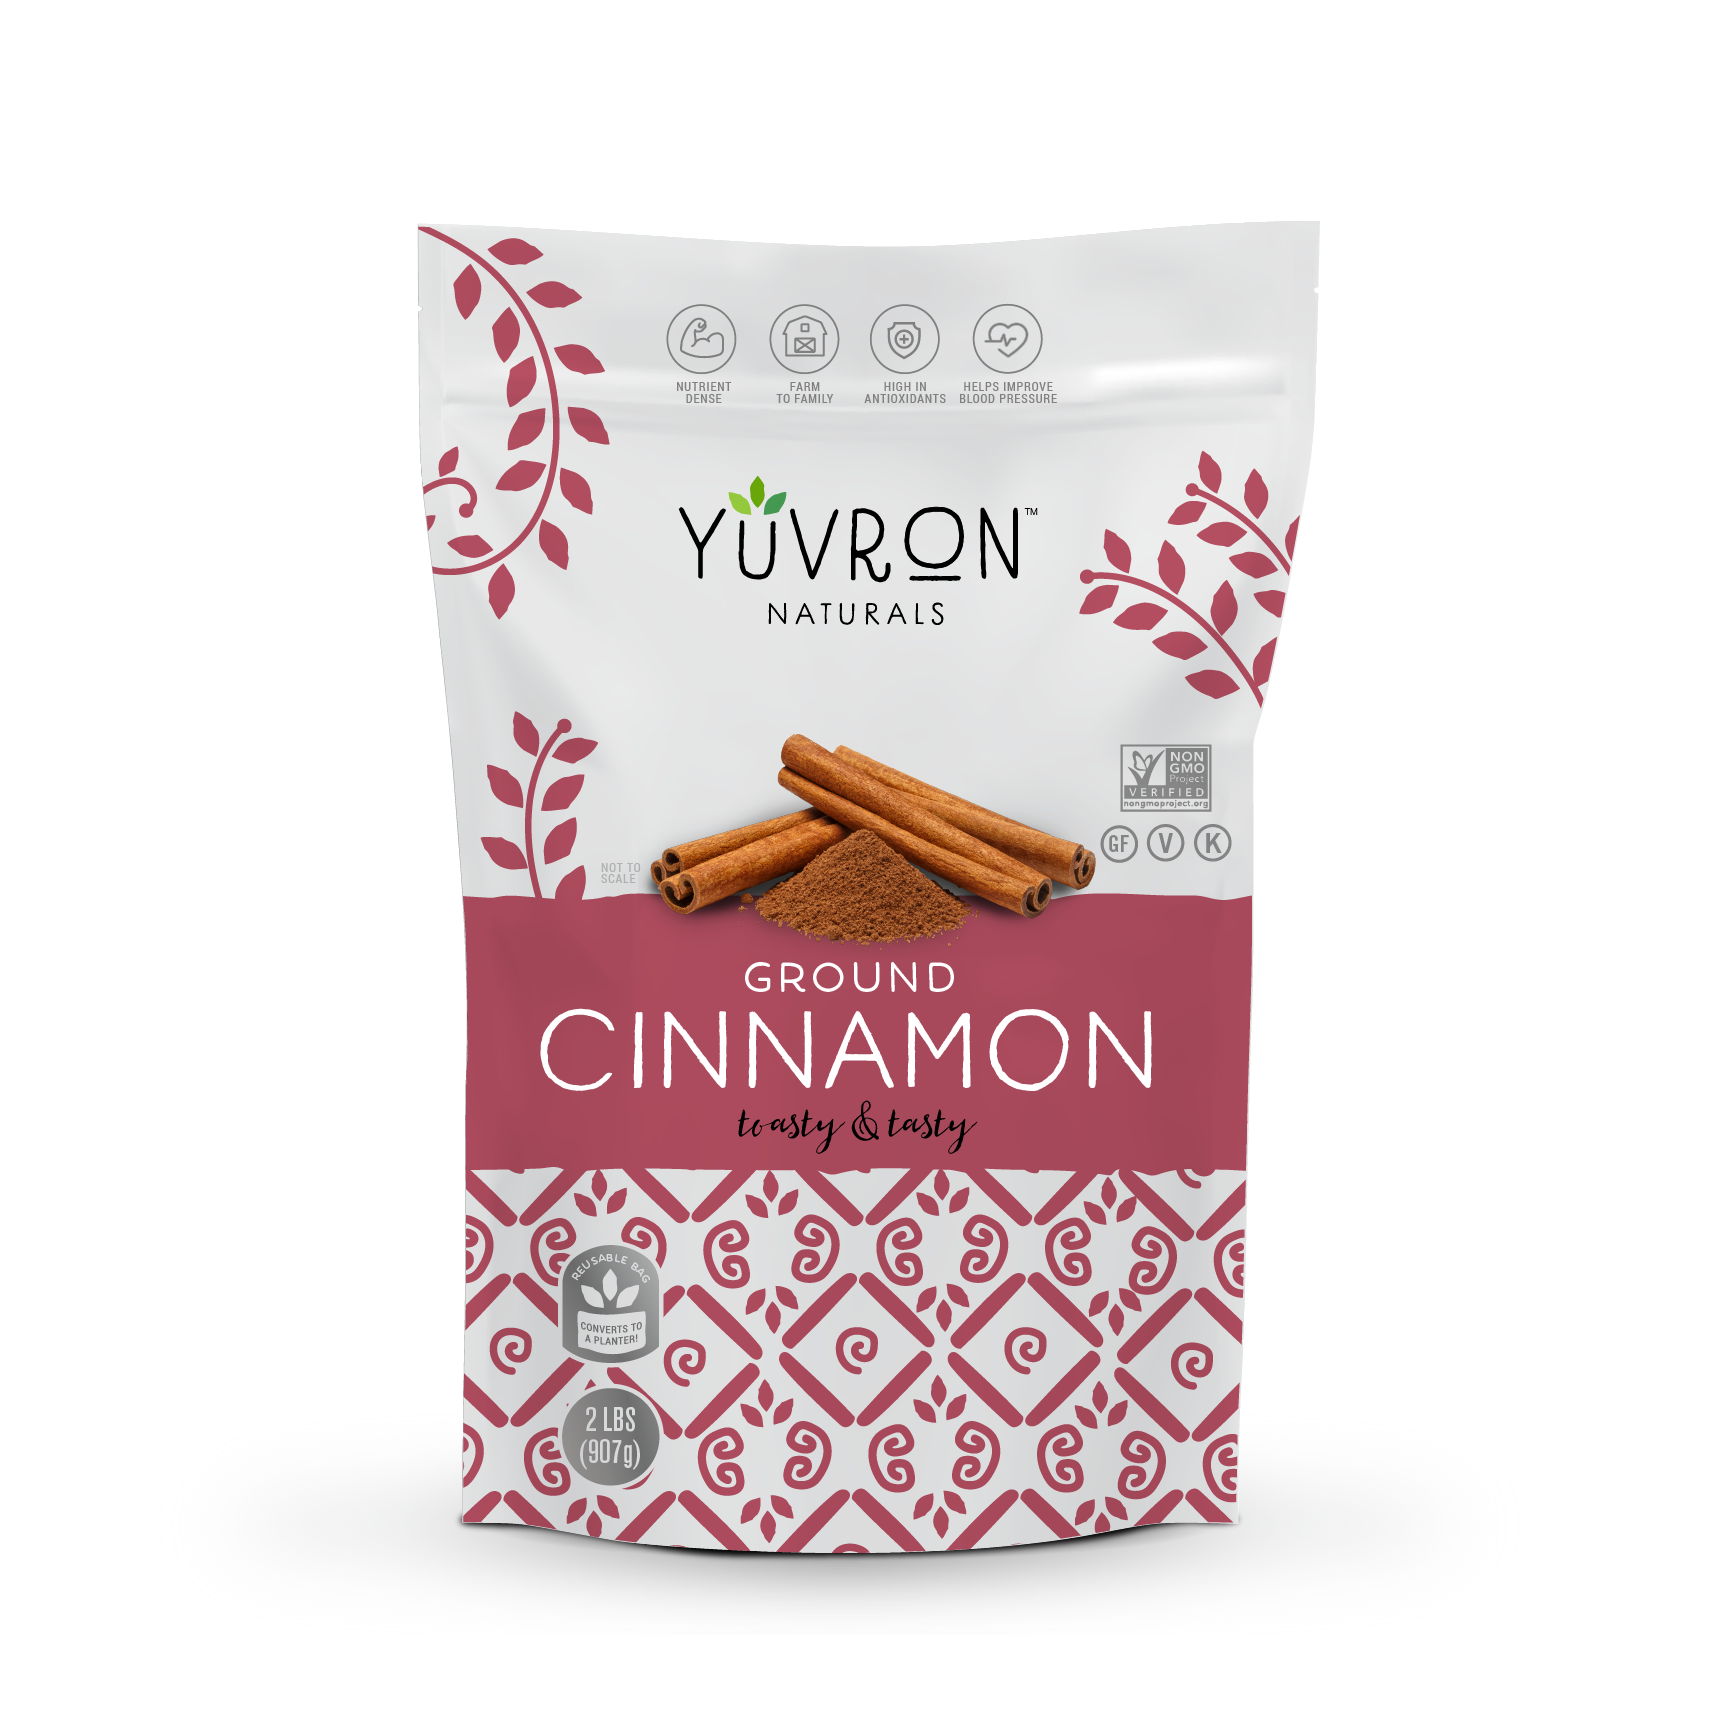 NUTRIENT
DENSE
FARM
TO FAMILY
HIGH IN
ANTIOXIDANTS
HELPS IMPROVE
BLOOD PRESSURE
YUVRON™
NATURALS
NON
GMO
Project
VERIFIED
nongmoproject.org
GF V K
NOT TO
SCALE
GROUND
CINNAMON
toasty & tasty
REUSABLE BAG
CONVERTS TO
A PLANTER!
2 LBS
(907g)